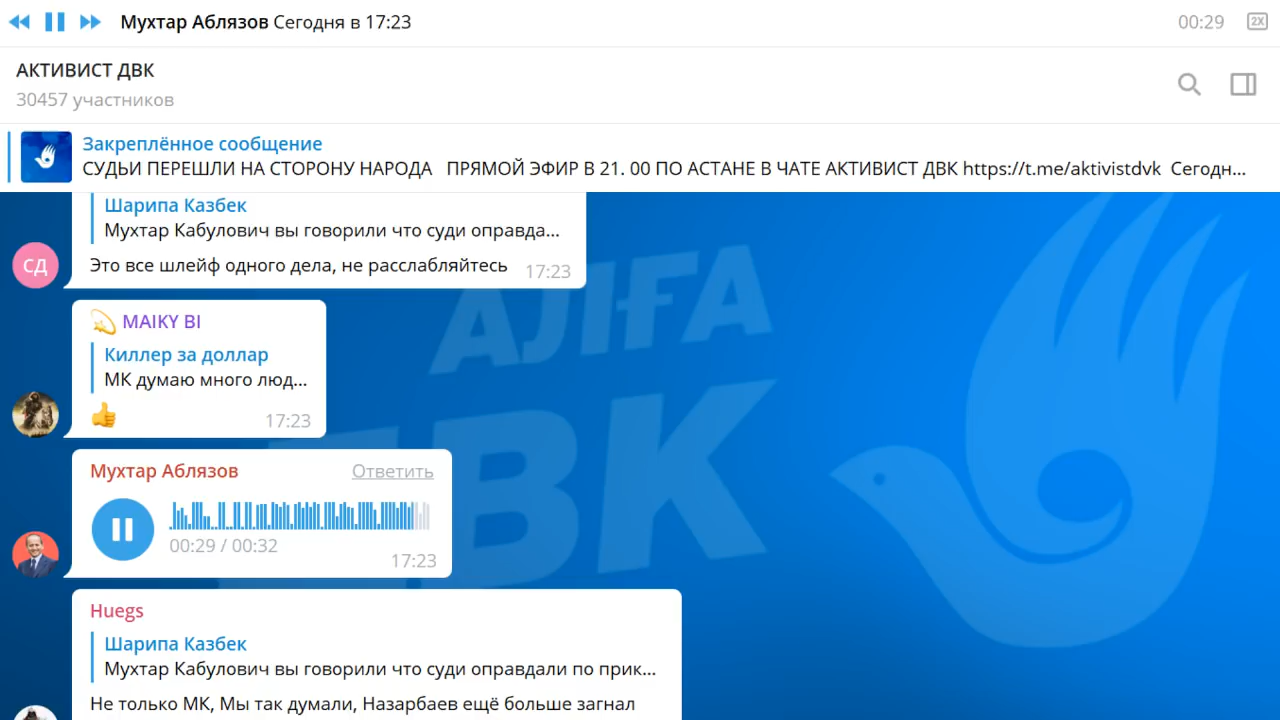 Мухтар Аблязов Сегодня в 17:23
00:29
2X
АКТИВИСТ ДВК
30457 участников
Закреплённое сообщение
СУДЬИ ПЕРЕШЛИ НА СТОРОНУ НАРОДА ПРЯМОЙ ЭФИР В 21. 00 ПО АСТАНЕ В ЧАТЕ АКТИВИСТ ДВК https://t.me/aktivistdvk Сегодн...
Шарипа Казбек
Мухтар Кабулович вы говорили что суди оправда...
СД
Это все шлейф одного дела, не расслабляйтесь
17:23
MAIKY BI
Киллер за доллар
МК думаю много люд...
17:23
Мухтар Аблязов
Ответить
00:29 / 00:32
17:23
Huegs
Шарипа Казбек
Мухтар Кабулович вы говорили что суди оправдали по прик...
Не только МК, Мы так думали, Назарбаев ещё больше загнал
АЛҒА
ДВК